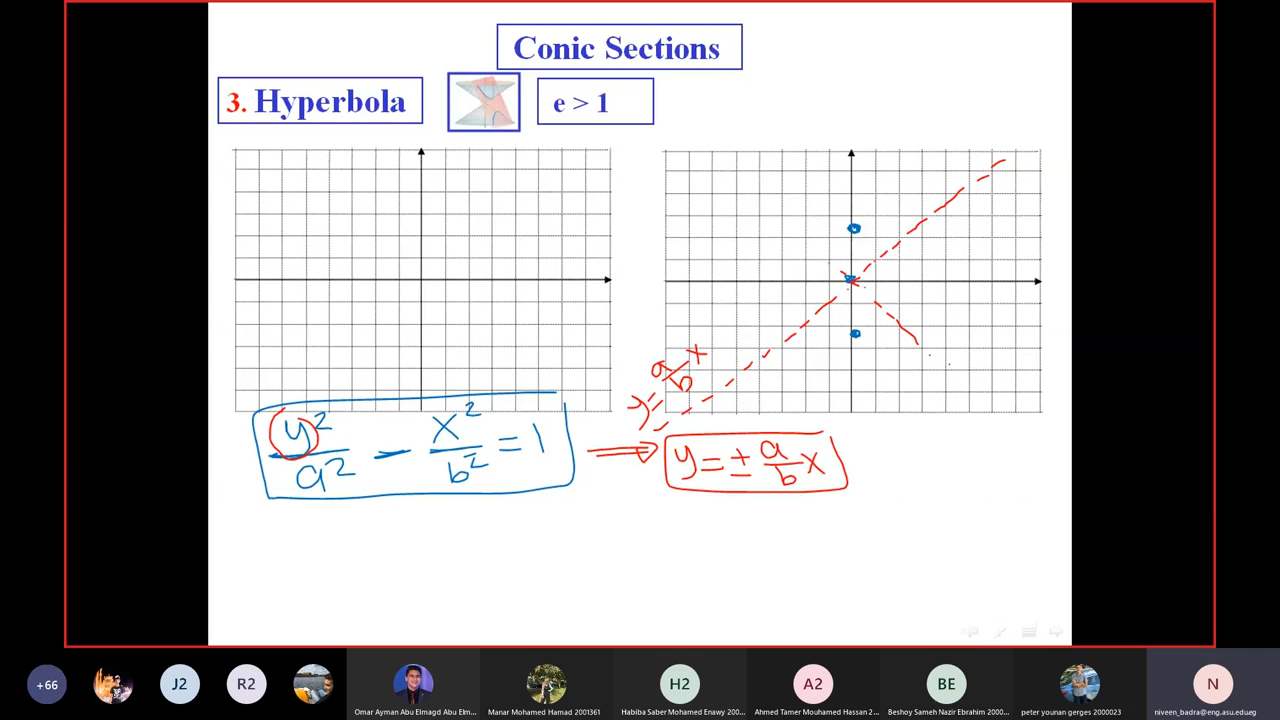 Conic Sections
3. Hyperbola
e > 1
y = a/b x
y²/a² - x²/b² = 1
⇒ y = ± a/b x
+66
J2
R2
Omar Ayman Abu Elmagd Abu Elm...
Manar Mohamed Hamad 2001361
H2
Habiba Saber Mohamed Enawy 200...
A2
Ahmed Tamer Mouhamed Hassan 2...
BE
Beshoy Sameh Nazir Ebrahim 2000...
peter younan gerges 2000023
N
niveen_badra@eng.asu.edueg